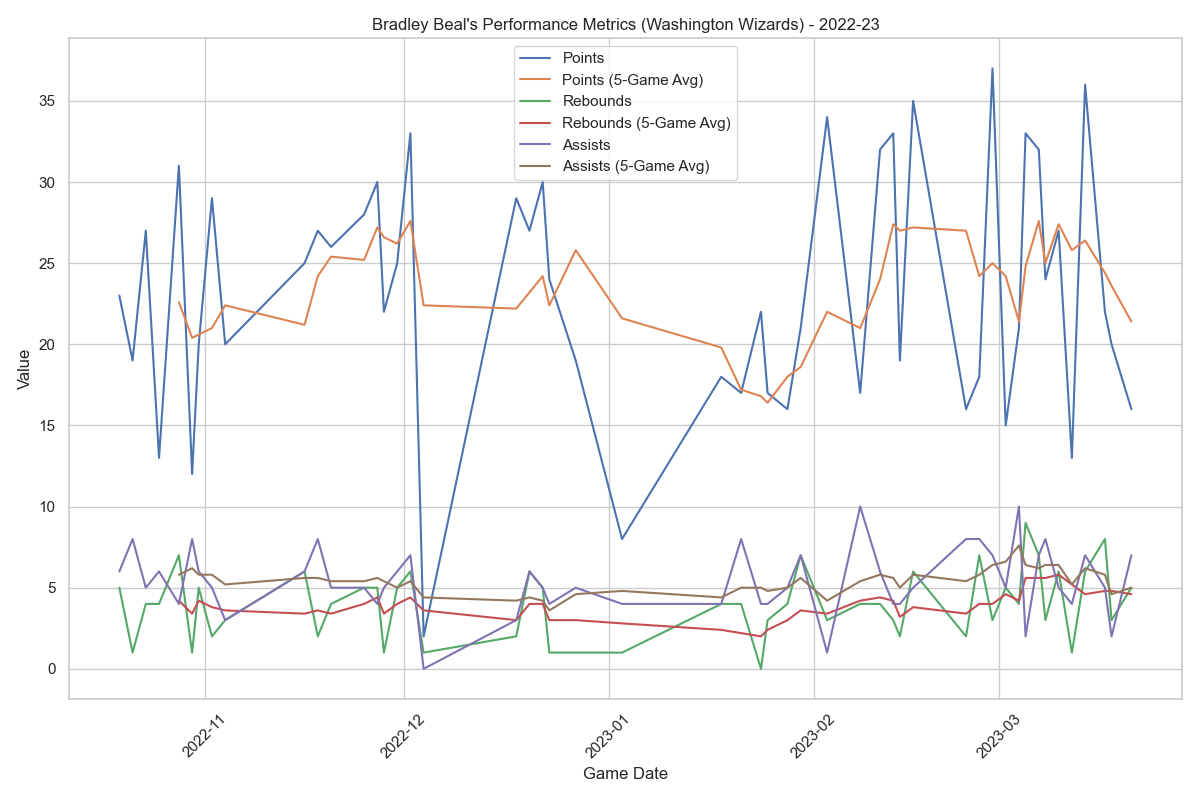 Bradley Beal's Performance Metrics (Washington Wizards) - 2022-23
Points
Points (5-Game Avg)
Rebounds
Rebounds (5-Game Avg)
Assists
Assists (5-Game Avg)
35
30
25
20
15
10
5
0
Value
2022-11
2022-12
2023-01
2023-02
2023-03
Game Date